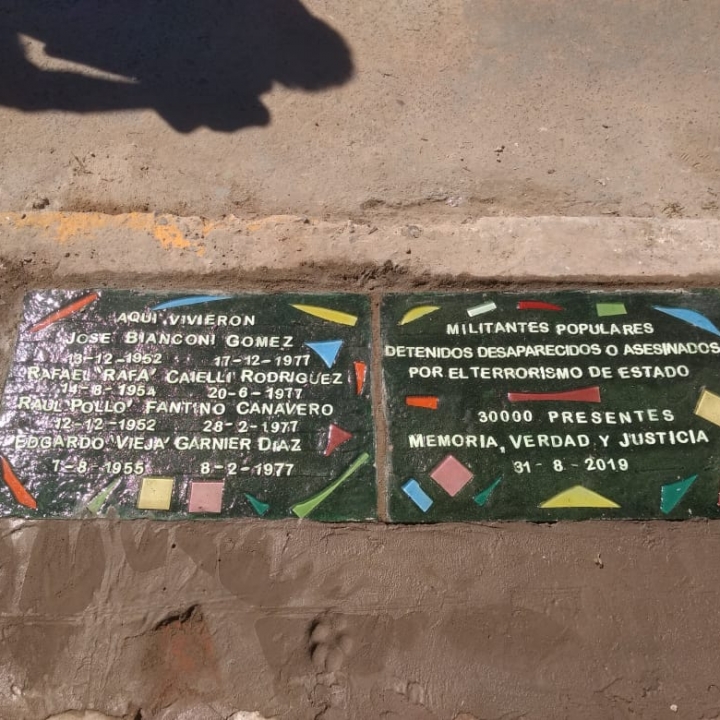 AQUI VIVIERON
JOSE BIANCONI GOMEZ
13-12-1952 17-12-1977
RAFAEL 'RAFA' CAIELLI RODRIGUEZ
14-8-1954 20-6-1977
RAUL 'POLLO' FANTINO CANAVERO
12-12-1952 28-2-1977
EDGARDO 'VIEJA' GARNIER DIAZ
7-8-1955 8-2-1977
MILITANTES POPULARES
DETENIDOS DESAPARECIDOS O ASESINADOS
POR EL TERRORISMO DE ESTADO
30000 PRESENTES
MEMORIA, VERDAD Y JUSTICIA
31-8-2019